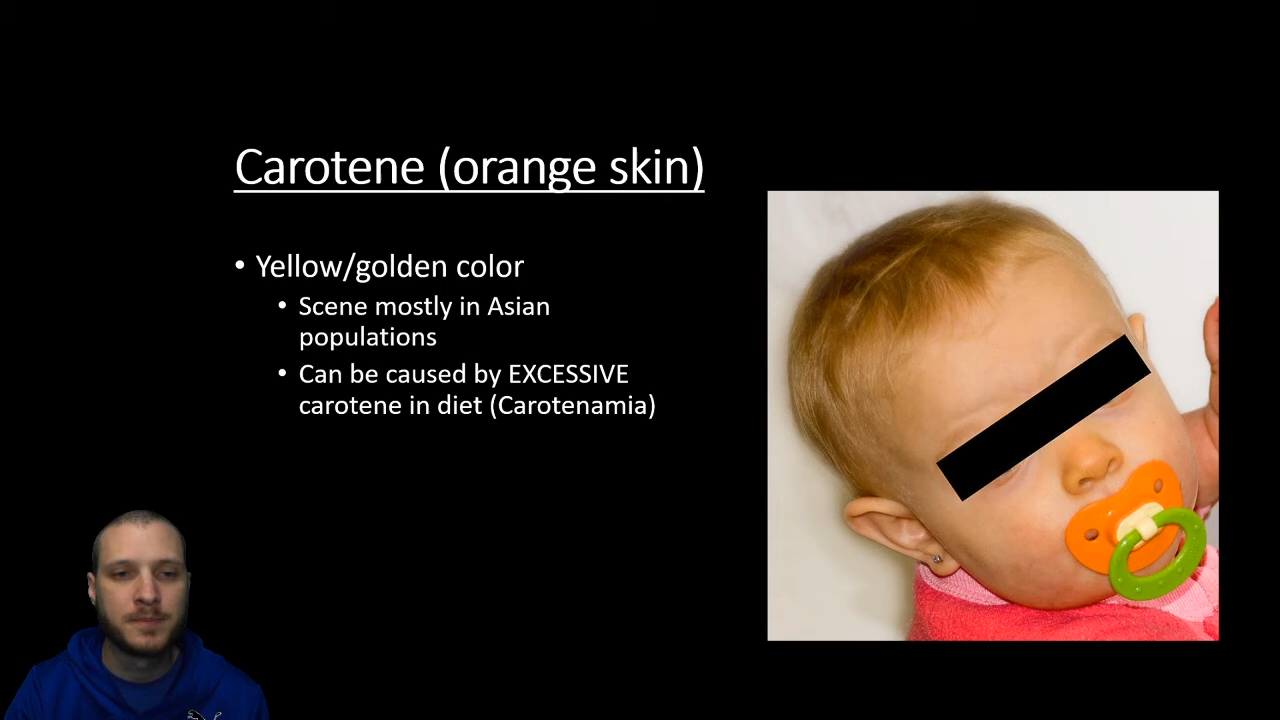 Carotene (orange skin)
• Yellow/golden color
• Scene mostly in Asian
populations
• Can be caused by EXCESSIVE
carotene in diet (Carotenamia)